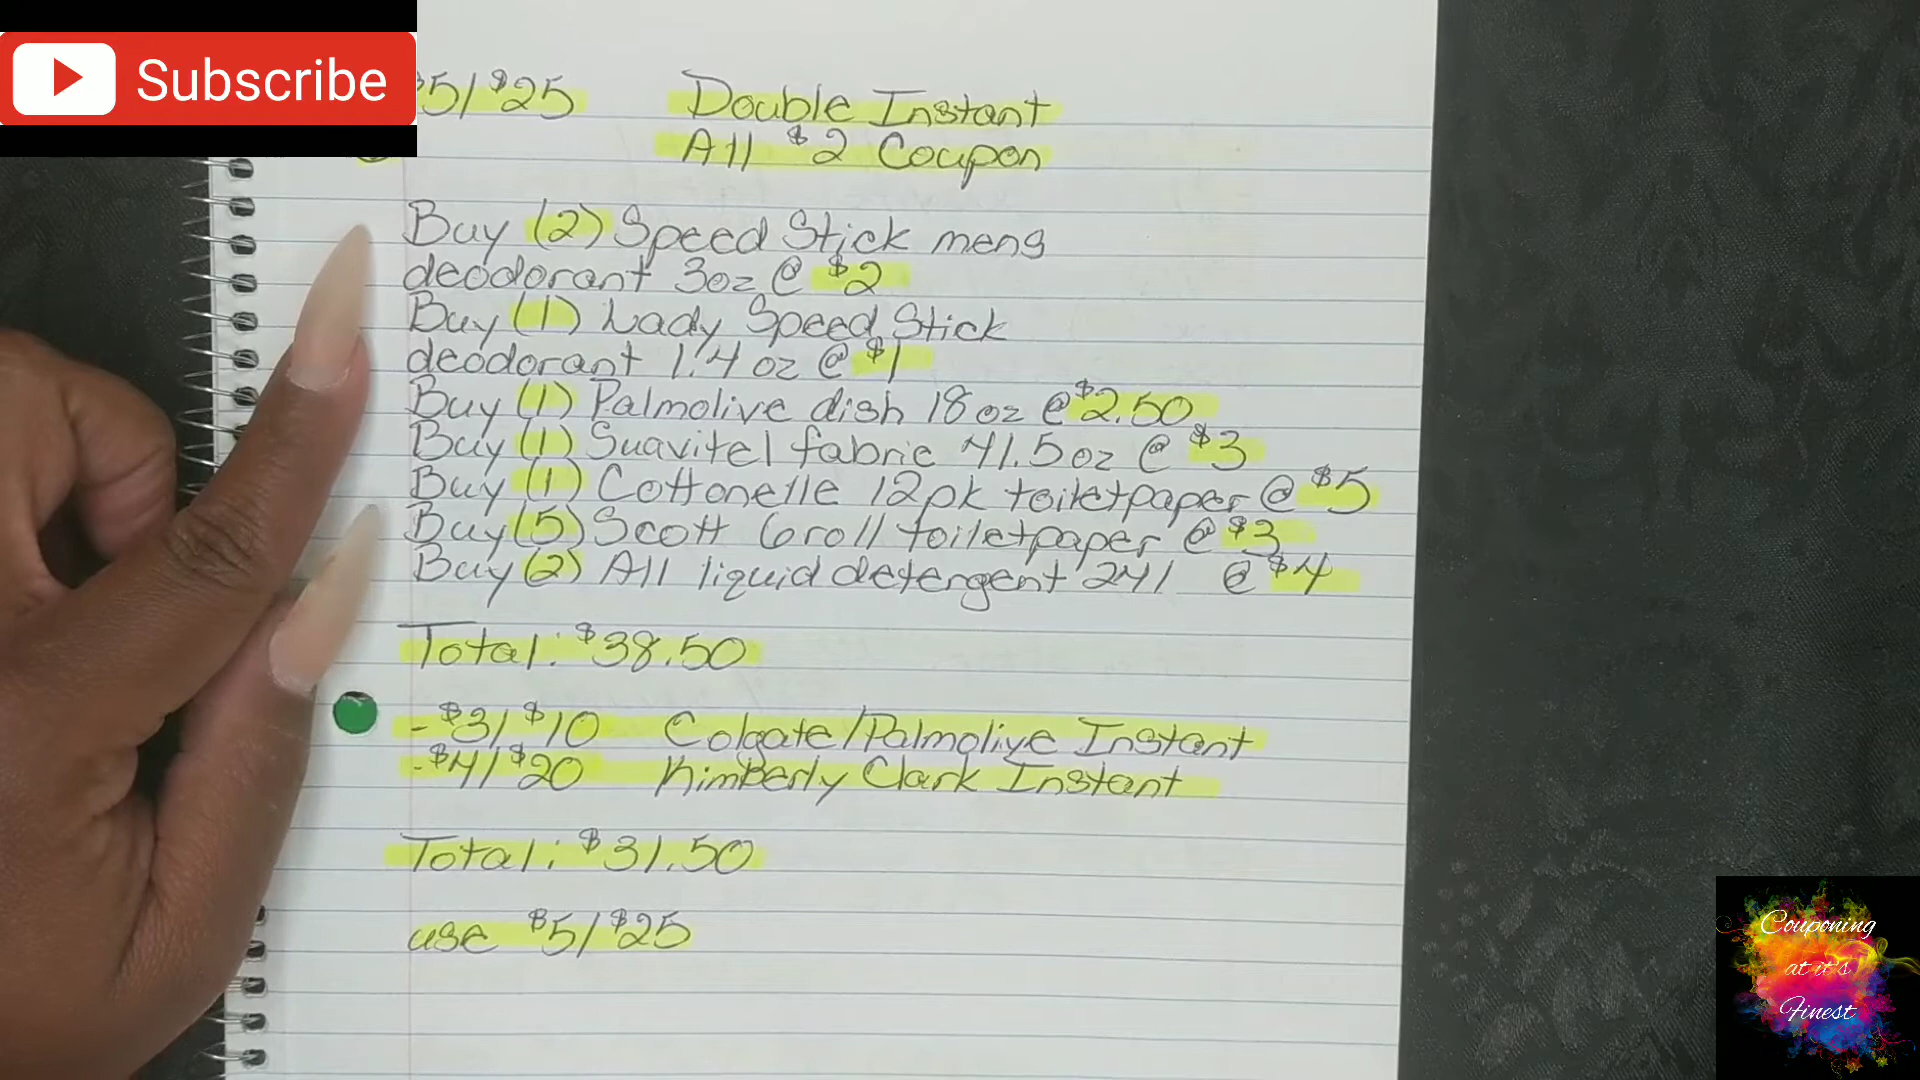 Subscribe
$5/$25 Double Instant
All $2 Coupon
Buy (2) Speed Stick mens
deodorant 3oz @ $2
Buy (1) Lady Speed Stick
deodorant 1.4 oz @ $1
Buy (1) Palmolive dish 18 oz @ $2.50
Buy (1) Suavitel fabric 41.5 oz @ $3
Buy (1) Cottonelle 12pk toiletpaper @ $5
Buy (5) Scott 6roll toiletpaper @ $3
Buy (2) All liquid detergent 24l @ $4
Total: $38.50
- $3/$10 Colgate/Palmolive Instant
- $4/$20 Kimberly Clark Instant
Total: $31.50
use $5/$25
Couponing
at it's
Finest